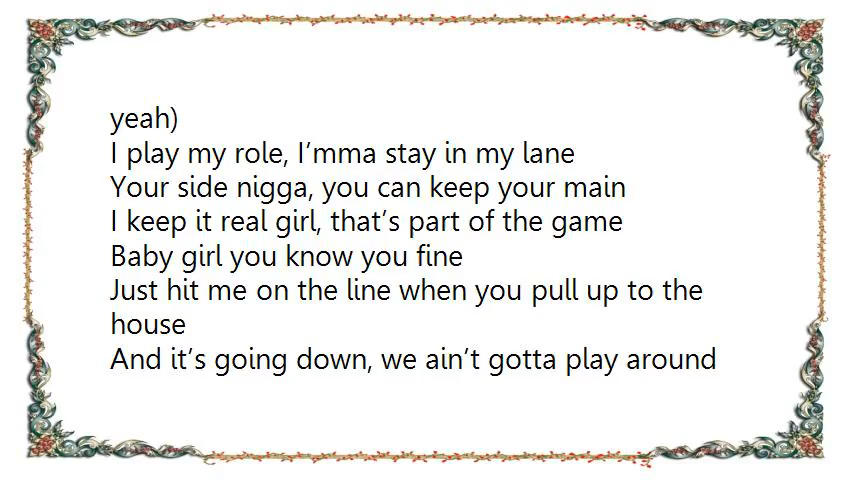 yeah)
I play my role, I’mma stay in my lane
Your side nigga, you can keep your main
I keep it real girl, that’s part of the game
Baby girl you know you fine
Just hit me on the line when you pull up to the
house
And it’s going down, we ain’t gotta play around